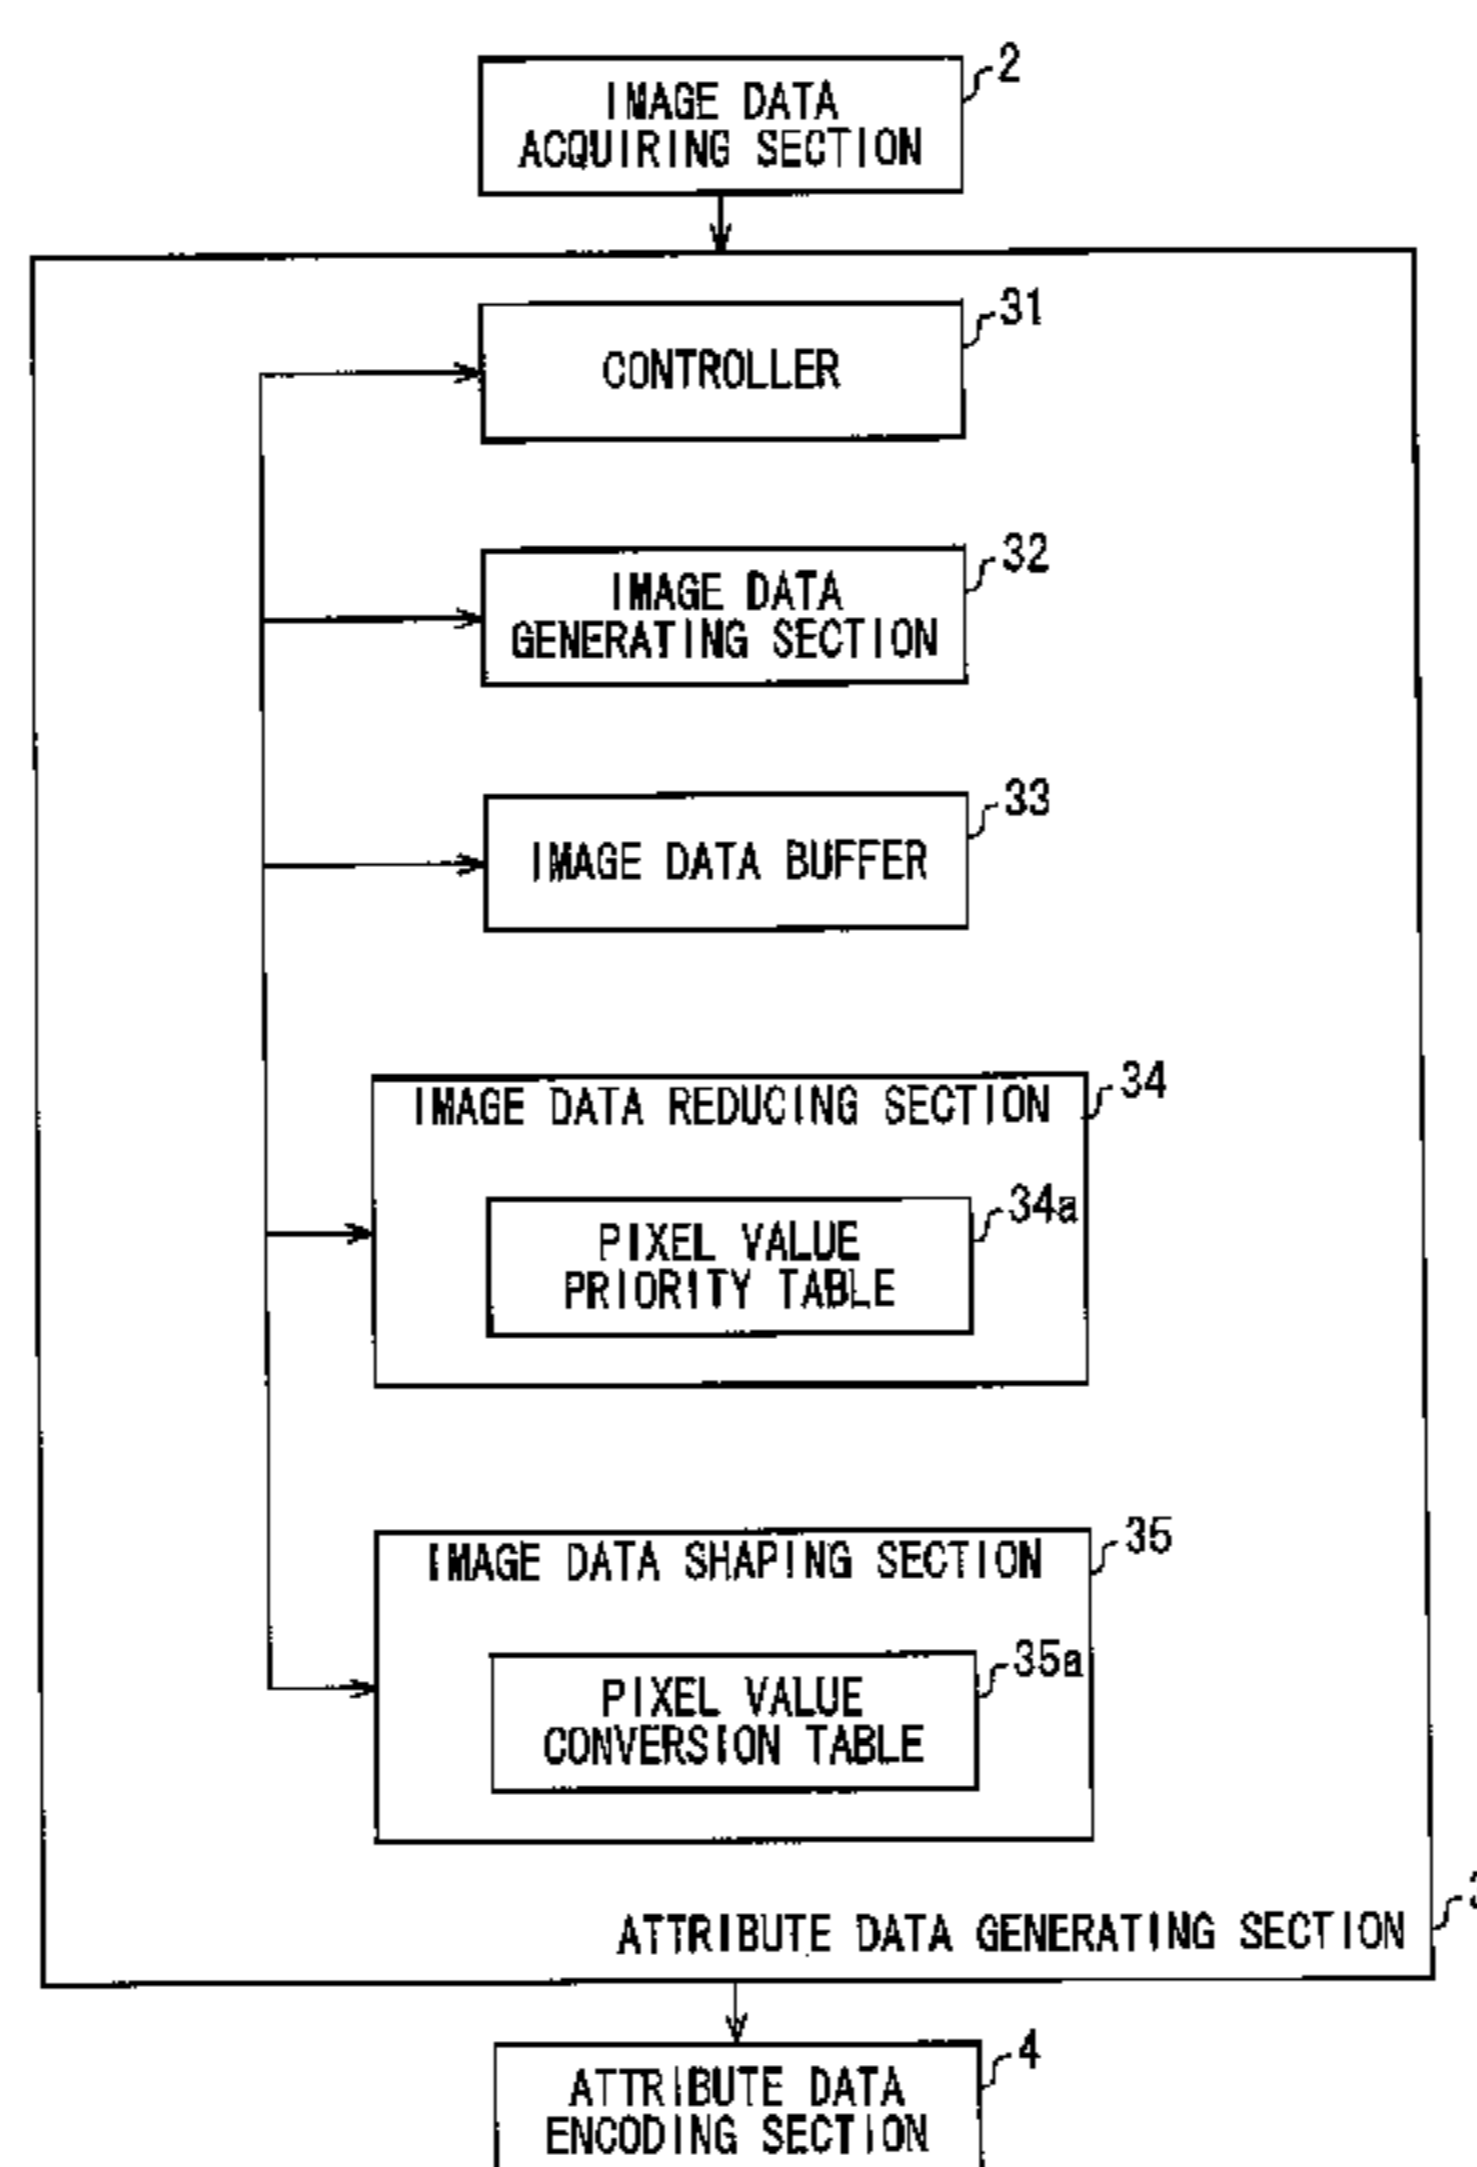 2
IMAGE DATA
ACQUIRING SECTION
31
CONTROLLER
32
IMAGE DATA
GENERATING SECTION
33
IMAGE DATA BUFFER
34
IMAGE DATA REDUCING SECTION
34a
PIXEL VALUE
PRIORITY TABLE
35
IMAGE DATA SHAPING SECTION
35a
PIXEL VALUE
CONVERSION TABLE
ATTRIBUTE DATA GENERATING SECTION
4
ATTRIBUTE DATA
ENCODING SECTION